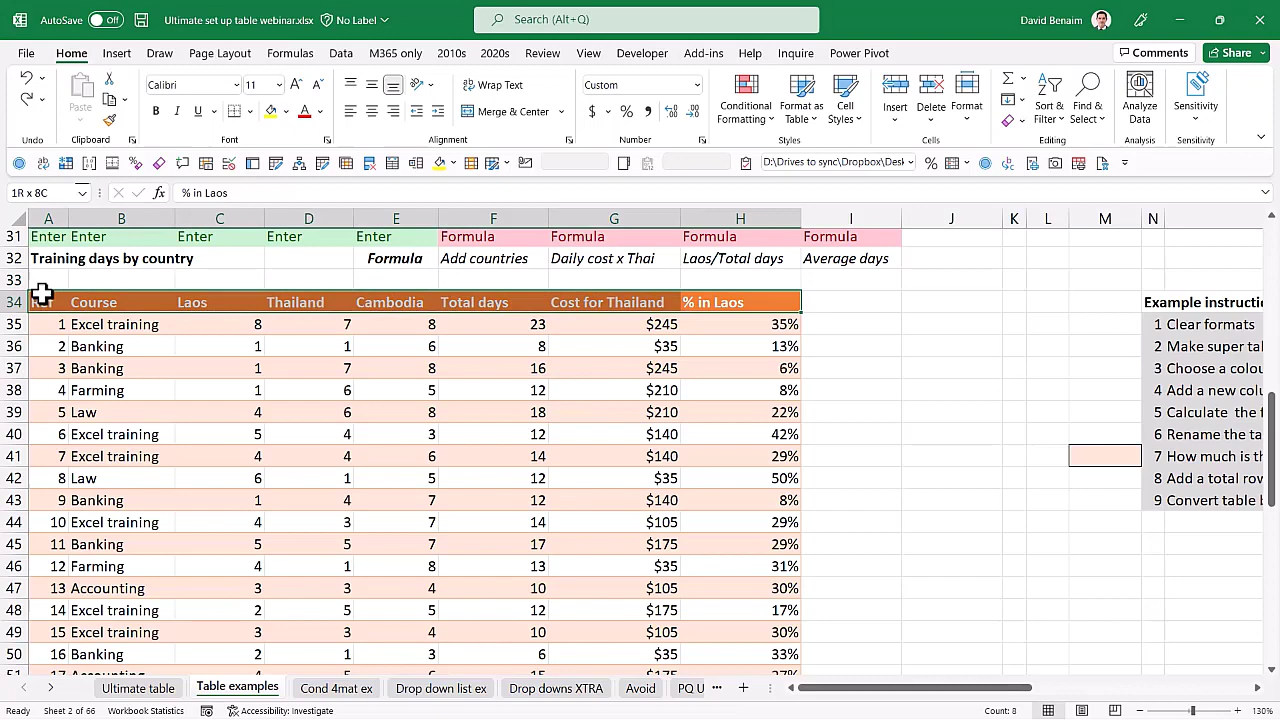 AutoSave Off Ultimate set up table webinar.xlsx No Label Search (Alt+Q) David Benaim
File Home Insert Draw Page Layout Formulas Data M365 only 2010s 2020s Review View Developer Add-ins Help Inquire Power Pivot Comments Share
Calibri 11 Wrap Text Custom
Paste B I U Merge & Center $ % Conditional Formatting Format as Table Cell Styles Insert Delete Format Sort & Filter Find & Select Analyze Data Sensitivity
Undo Clipboard Font Alignment Number Styles Cells Editing Analysis Sensitivity
D:\Drives to sync\Dropbox\Desk
1R x 8C fx % in Laos
A B C D E F G H I J K L M N
31 Enter Enter Enter Enter Enter Formula Formula Formula Formula
32 Training days by country Formula Add countries Daily cost x Thai Laos/Total days Average days
33
34 Course Laos Thailand Cambodia Total days Cost for Thailand % in Laos Example instructi
35 1 Excel training 8 7 8 23 $245 35% 1 Clear formats
36 2 Banking 1 1 6 8 $35 13% 2 Make super ta
37 3 Banking 1 7 8 16 $245 6% 3 Choose a colou
38 4 Farming 1 6 5 12 $210 8% 4 Add a new colu
39 5 Law 4 6 8 18 $210 22% 5 Calculate the f
40 6 Excel training 5 4 3 12 $140 42% 6 Rename the ta
41 7 Excel training 4 4 6 14 $140 29% 7 How much is th
42 8 Law 6 1 5 12 $35 50% 8 Add a total row
43 9 Banking 1 4 7 12 $140 8% 9 Convert table b
44 10 Excel training 4 3 7 14 $105 29%
45 11 Banking 5 5 7 17 $175 29%
46 12 Farming 4 1 8 13 $35 31%
47 13 Accounting 3 3 4 10 $105 30%
48 14 Excel training 2 5 5 12 $175 17%
49 15 Excel training 3 3 4 10 $105 30%
50 16 Banking 2 1 3 6 $35 33%
Ultimate table Table examples Cond 4mat ex Drop down list ex Drop downs XTRA Avoid PQ U
Ready Sheet 2 of 66 Workbook Statistics Accessibility: Investigate Count: 8 130%